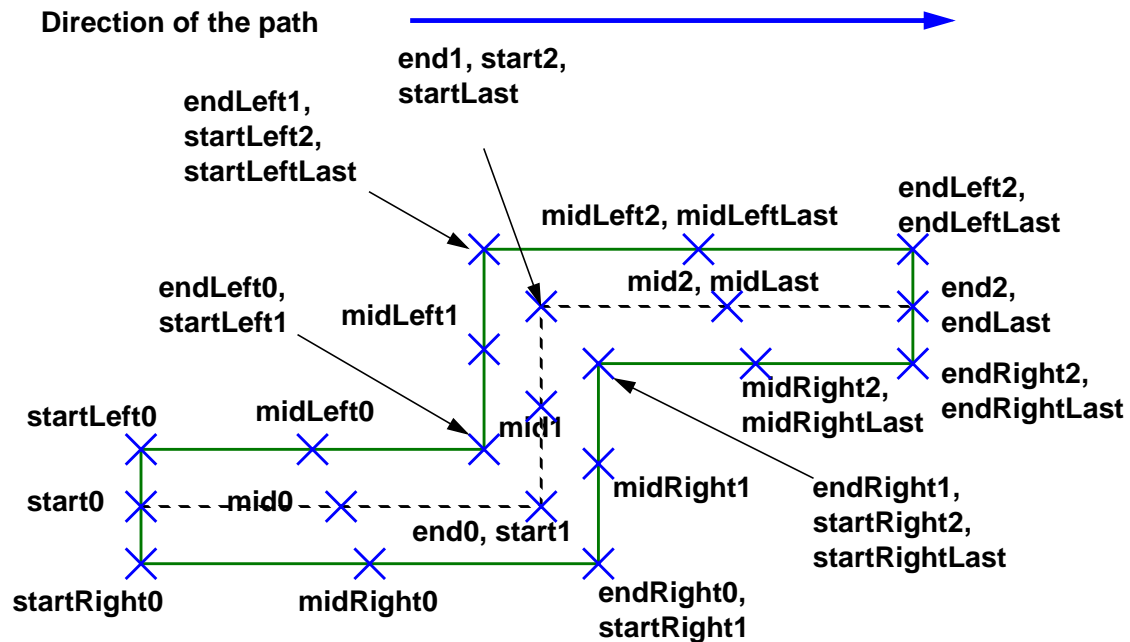 Direction of the path
end1, start2,
startLast
endLeft1,
startLeft2,
startLeftLast
endLeft2,
endLeftLast
midLeft2, midLeftLast
endLeft0,
startLeft1
midLeft1
mid2, midLast
end2,
endLast
midRight2,
midRightLast
endRight2,
endRightLast
startLeft0
midLeft0
mid1
start0
mid0
end0, start1
midRight1
endRight1,
startRight2,
startRightLast
startRight0
midRight0
endRight0,
startRight1